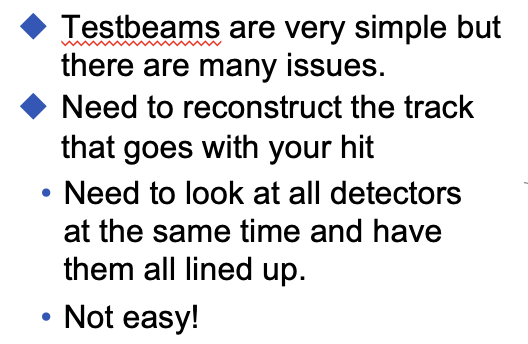 Testbeams are very simple but
there are many issues.
Need to reconstruct the track
that goes with your hit
Need to look at all detectors
at the same time and have
them all lined up.
Not easy!